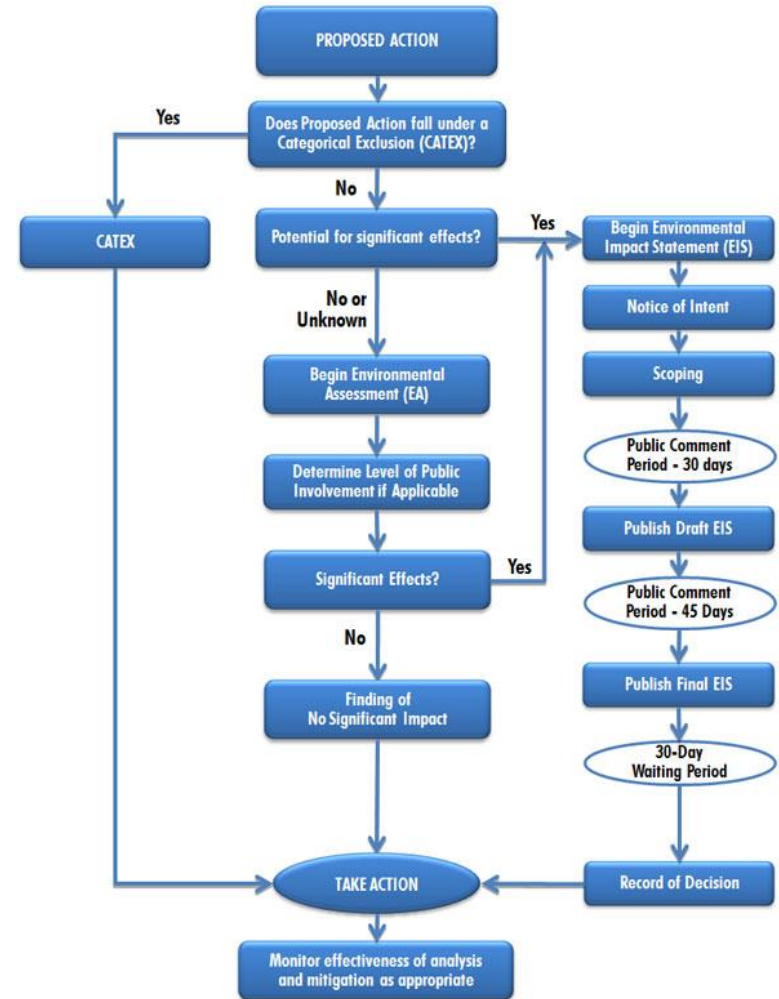 PROPOSED ACTION
Yes
Does Proposed Action fall under a
Categorical Exclusion (CATEX)?
No
CATEX
Potential for significant effects?
Yes
Begin Environmental
Impact Statement (EIS)
No or
Unknown
Notice of Intent
Begin Environmental
Assessment (EA)
Scoping
Public Comment
Period - 30 days
Determine Level of Public
Involvement if Applicable
Publish Draft EIS
Significant Effects?
Yes
Public Comment
Period - 45 Days
No
Finding of
No Significant Impact
Publish Final EIS
30-Day
Waiting Period
TAKE ACTION
Record of Decision
Monitor effectiveness of analysis
and mitigation as appropriate